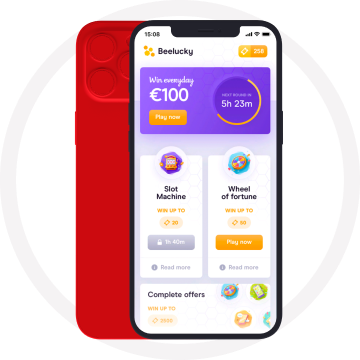 15:08
Beelucky
258
Win everyday
€100
Play now
NEXT ROUND IN
5h 23m
Slot
Machine
WIN UP TO
20
1h 40m
Read more
Wheel
of fortune
WIN UP TO
50
Play now
Read more
Complete offers
WIN UP TO